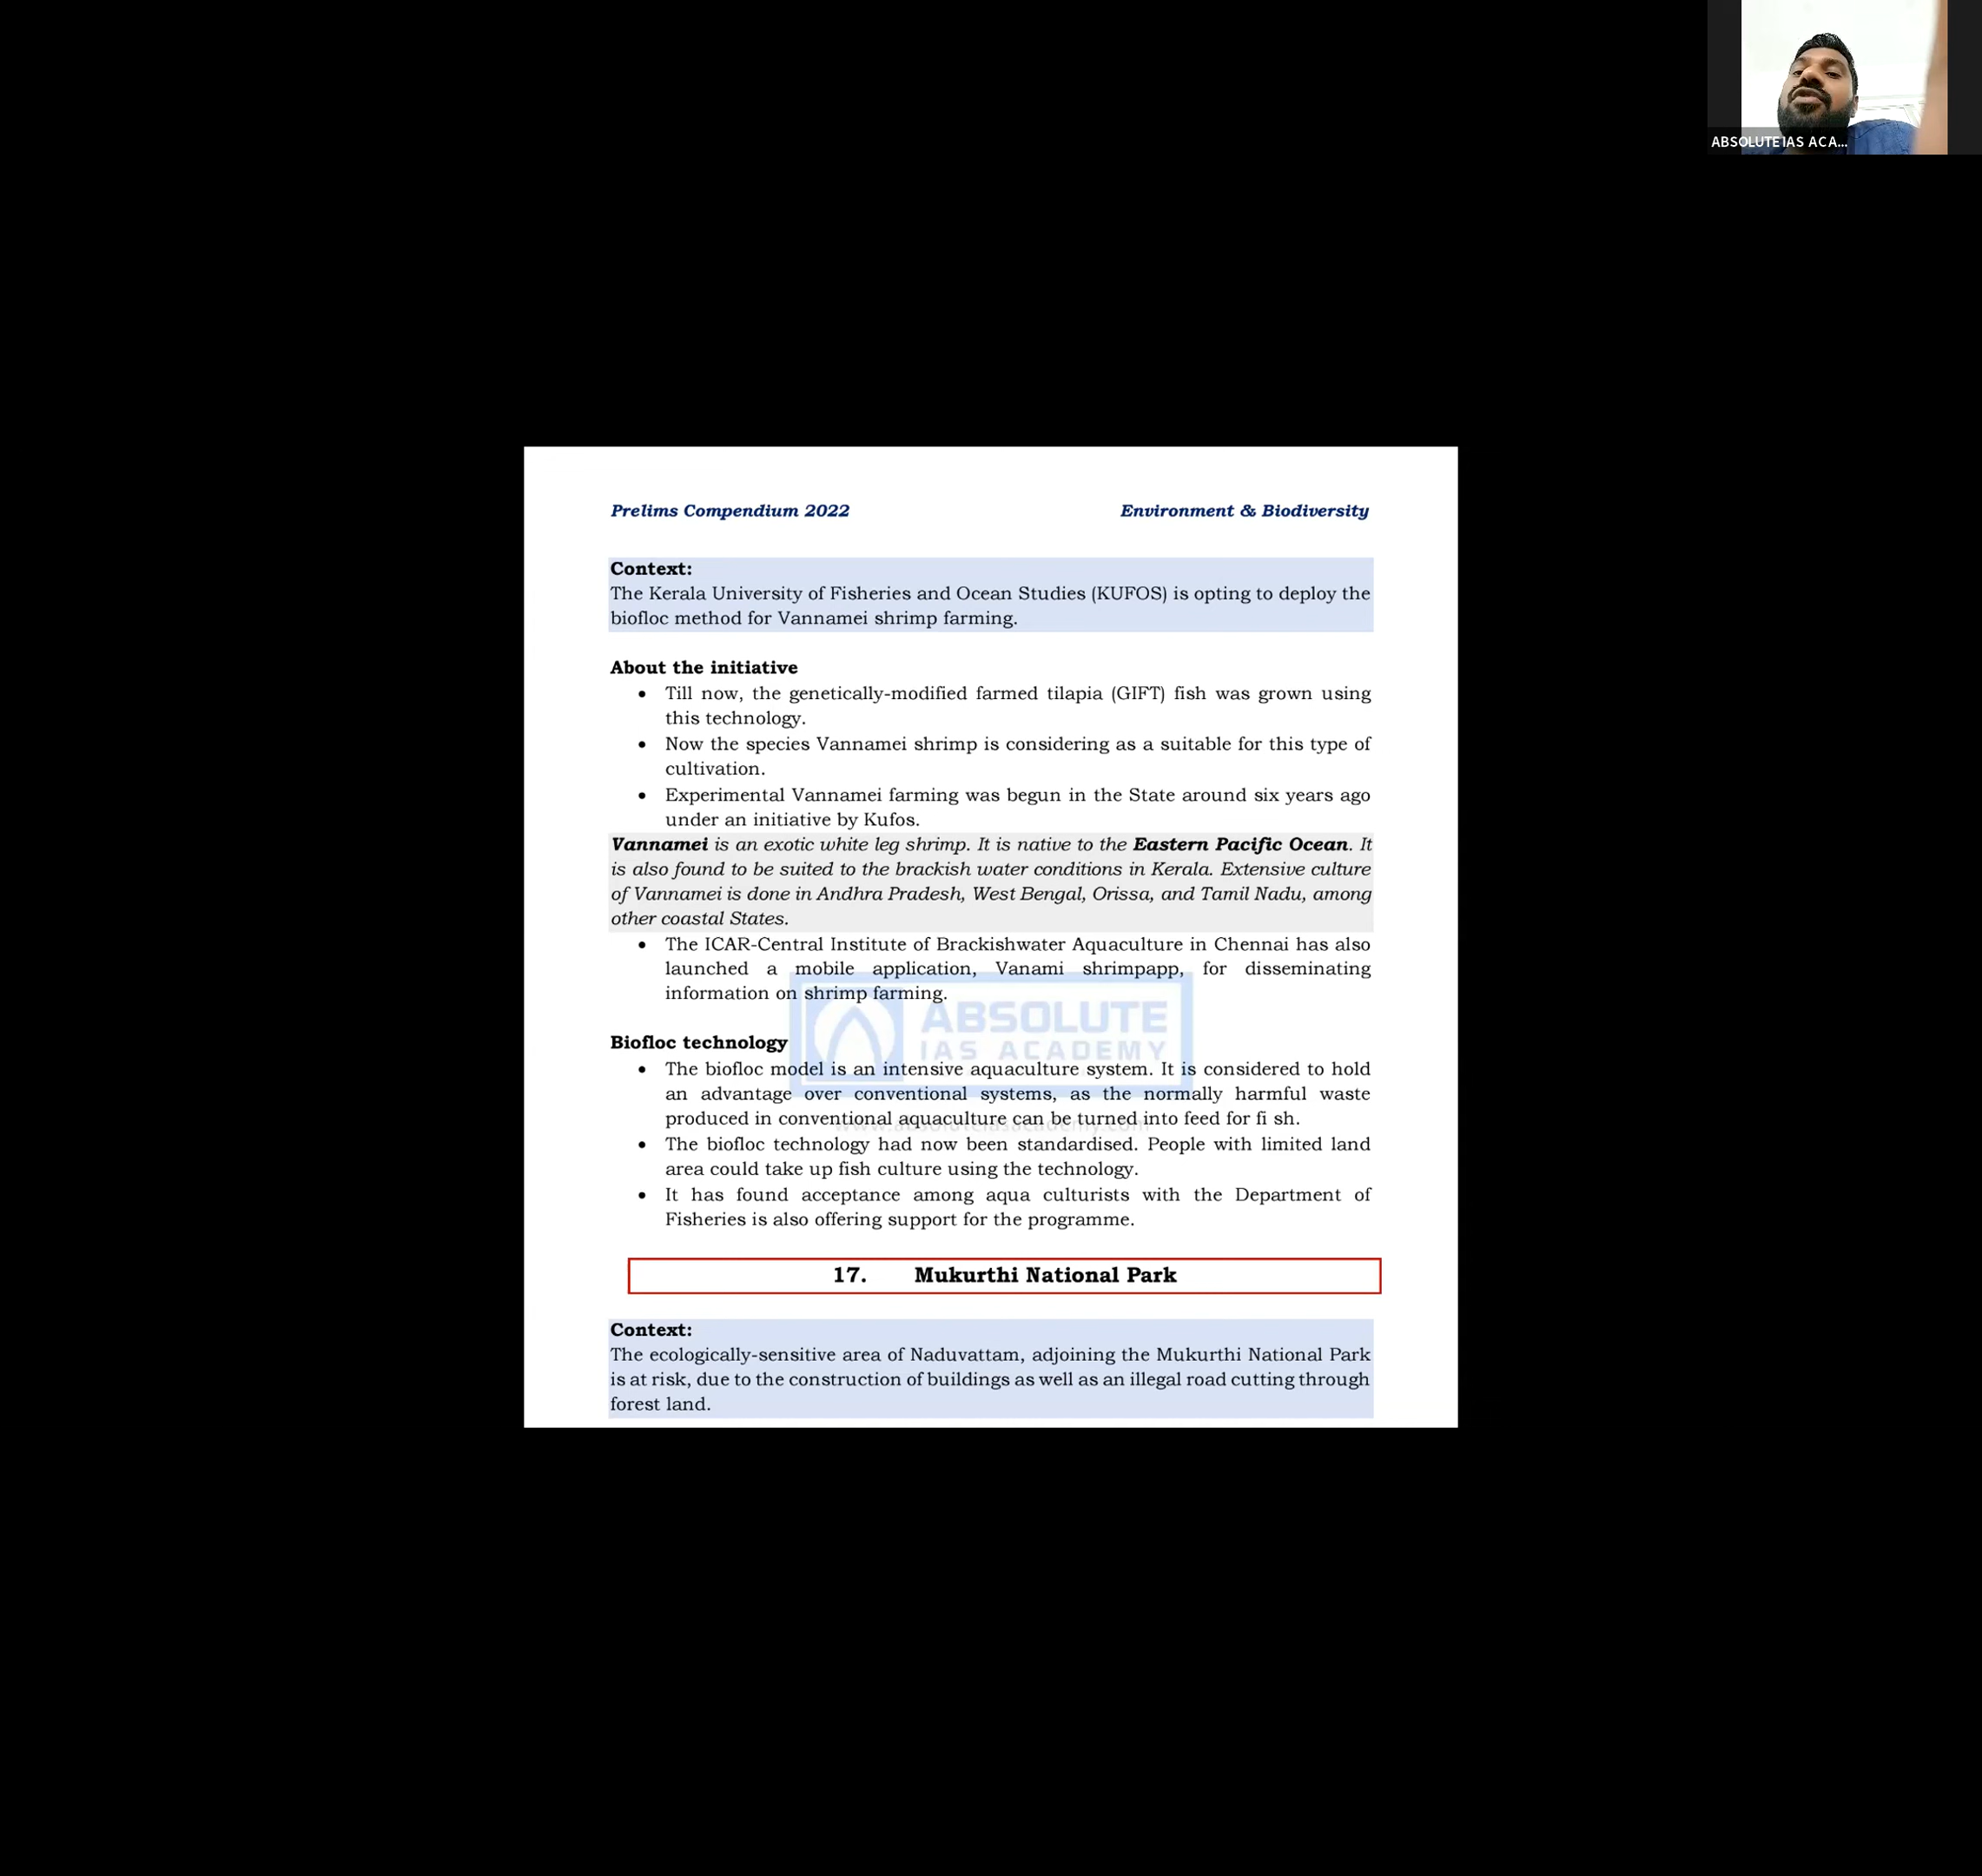 ABSOLUTE IAS ACA...
Prelims Compendium 2022 Environment & Biodiversity
Context:
The Kerala University of Fisheries and Ocean Studies (KUFOS) is opting to deploy the
biofloc method for Vannamei shrimp farming.
About the initiative
• Till now, the genetically-modified farmed tilapia (GIFT) fish was grown using
this technology.
• Now the species Vannamei shrimp is considering as a suitable for this type of
cultivation.
• Experimental Vannamei farming was begun in the State around six years ago
under an initiative by Kufos.
Vannamei is an exotic white leg shrimp. It is native to the Eastern Pacific Ocean. It
is also found to be suited to the brackish water conditions in Kerala. Extensive culture
of Vannamei is done in Andhra Pradesh, West Bengal, Orissa, and Tamil Nadu, among
other coastal States.
• The ICAR-Central Institute of Brackishwater Aquaculture in Chennai has also
launched a mobile application, Vanami shrimpapp, for disseminating
information on shrimp farming.
ABSOLUTE
IAS ACADEMY
Biofloc technology
• The biofloc model is an intensive aquaculture system. It is considered to hold
an advantage over conventional systems, as the normally harmful waste
produced in conventional aquaculture can be turned into feed for fi sh.
www.absoluteiasacademy.com
• The biofloc technology had now been standardised. People with limited land
area could take up fish culture using the technology.
• It has found acceptance among aqua culturists with the Department of
Fisheries is also offering support for the programme.
17. Mukurthi National Park
Context:
The ecologically-sensitive area of Naduvattam, adjoining the Mukurthi National Park
is at risk, due to the construction of buildings as well as an illegal road cutting through
forest land.